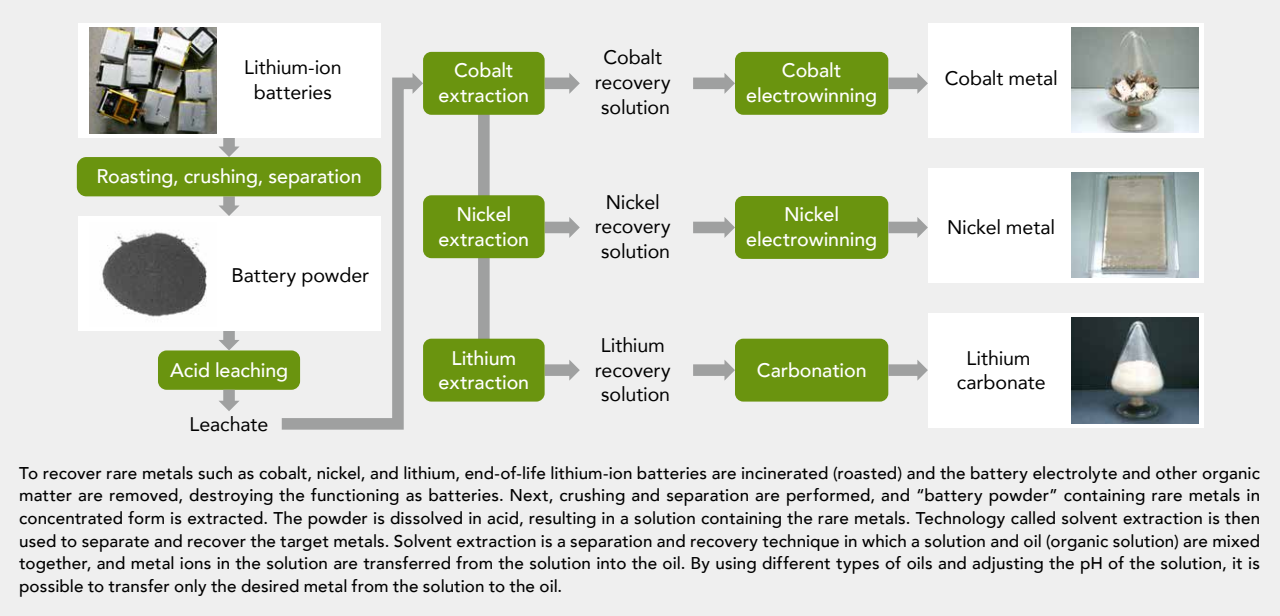 Lithium-ion
batteries
Roasting, crushing, separation
Battery powder
Acid leaching
Leachate
Cobalt
extraction
Cobalt
recovery
solution
Cobalt
electrowinning
Cobalt metal
Nickel
extraction
Nickel
recovery
solution
Nickel
electrowinning
Nickel metal
Lithium
extraction
Lithium
recovery
solution
Carbonation
Lithium
carbonate
To recover rare metals such as cobalt, nickel, and lithium, end-of-life lithium-ion batteries are incinerated (roasted) and the battery electrolyte and other organic
matter are removed, destroying the functioning as batteries. Next, crushing and separation are performed, and “battery powder” containing rare metals in
concentrated form is extracted. The powder is dissolved in acid, resulting in a solution containing the rare metals. Technology called solvent extraction is then
used to separate and recover the target metals. Solvent extraction is a separation and recovery technique in which a solution and oil (organic solution) are mixed
together, and metal ions in the solution are transferred from the solution into the oil. By using different types of oils and adjusting the pH of the solution, it is
possible to transfer only the desired metal from the solution to the oil.